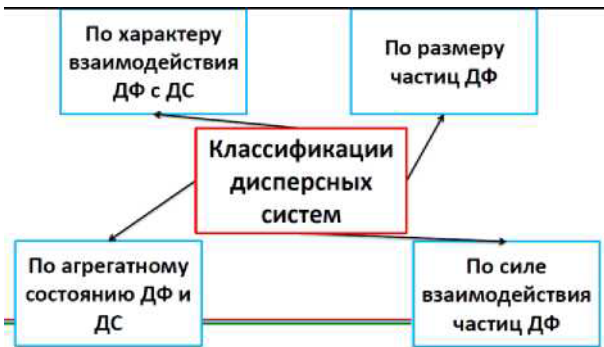 По характеру
взаимодействия
ДФ с ДС
По размеру
частиц ДФ
Классификации
дисперсных
систем
По агрегатному
состоянию ДФ и
ДС
По силе
взаимодействия
частиц ДФ